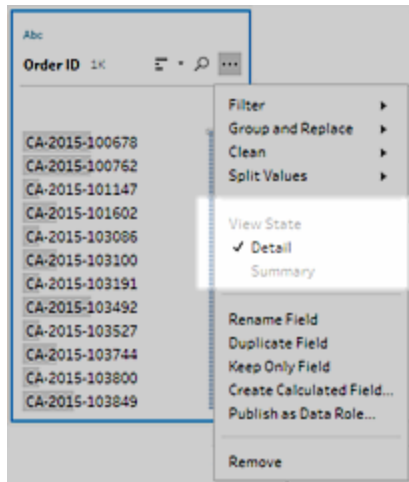 Abc
Order ID 1K
CA-2015-100678
CA-2015-100762
CA-2015-101147
CA-2015-101602
CA-2015-103086
CA-2015-103100
CA-2015-103191
CA-2015-103492
CA-2015-103527
CA-2015-103744
CA-2015-103800
CA-2015-103849
Filter
Group and Replace
Clean
Split Values
View State
✓ Detail
Summary
Rename Field
Duplicate Field
Keep Only Field
Create Calculated Field...
Publish as Data Role...
Remove